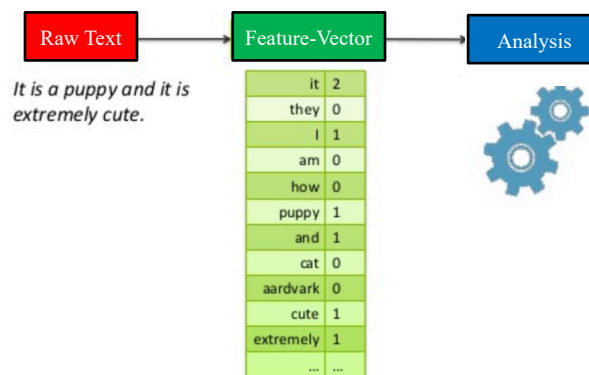 Raw Text
Feature-Vector
Analysis
It is a puppy and it is
extremely cute.
it 2
they 0
I 1
am 0
how 0
puppy 1
and 1
cat 0
aardvark 0
cute 1
extremely 1
... ...